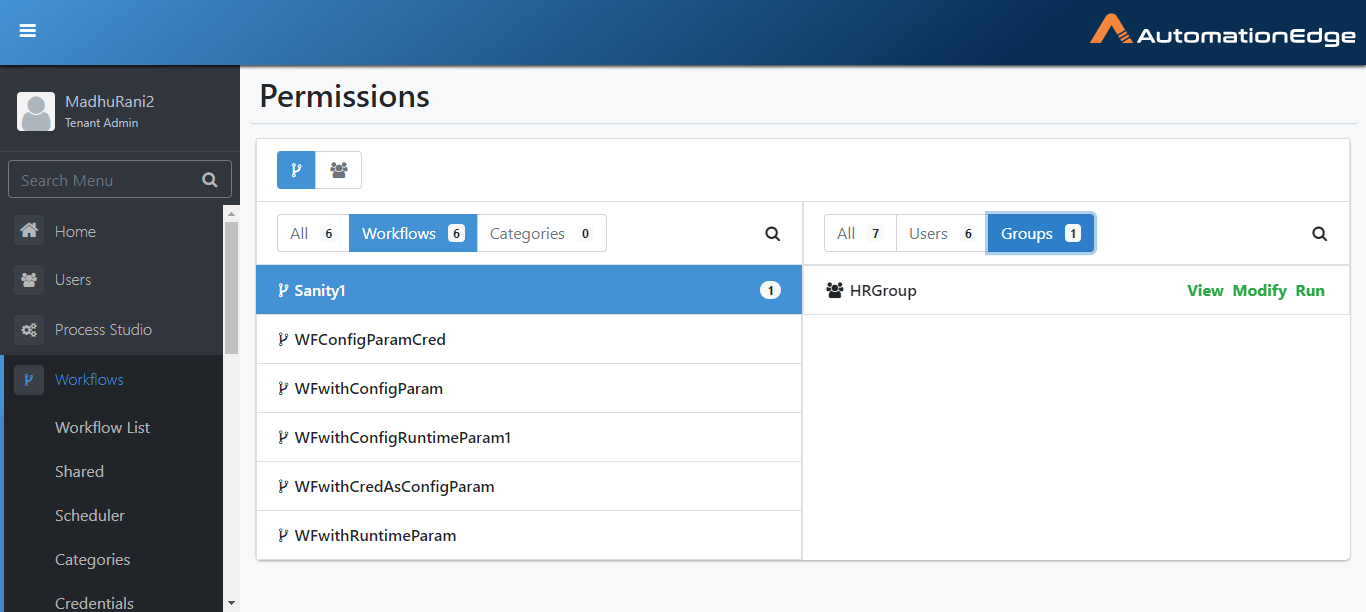 AutomationEdge
MadhuRani2
Tenant Admin
Search Menu
Home
Users
Process Studio
Workflows
Workflow List
Shared
Scheduler
Categories
Credentials
Permissions
All 6 Workflows 6 Categories 0
Sanity1 1
WFConfigParamCred
WFwithConfigParam
WFwithConfigRuntimeParam1
WFwithCredAsConfigParam
WFwithRuntimeParam
All 7 Users 6 Groups 1
HRGroup View Modify Run